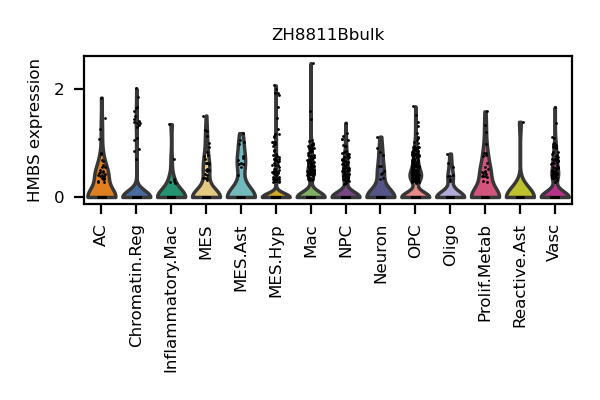 ZH8811Bbulk
HMBS expression
2
0
AC
Chromatin.Reg
Inflammatory.Mac
MES
MES.Ast
MES.Hyp
Mac
NPC
Neuron
OPC
Oligo
Prolif.Metab
Reactive.Ast
Vasc